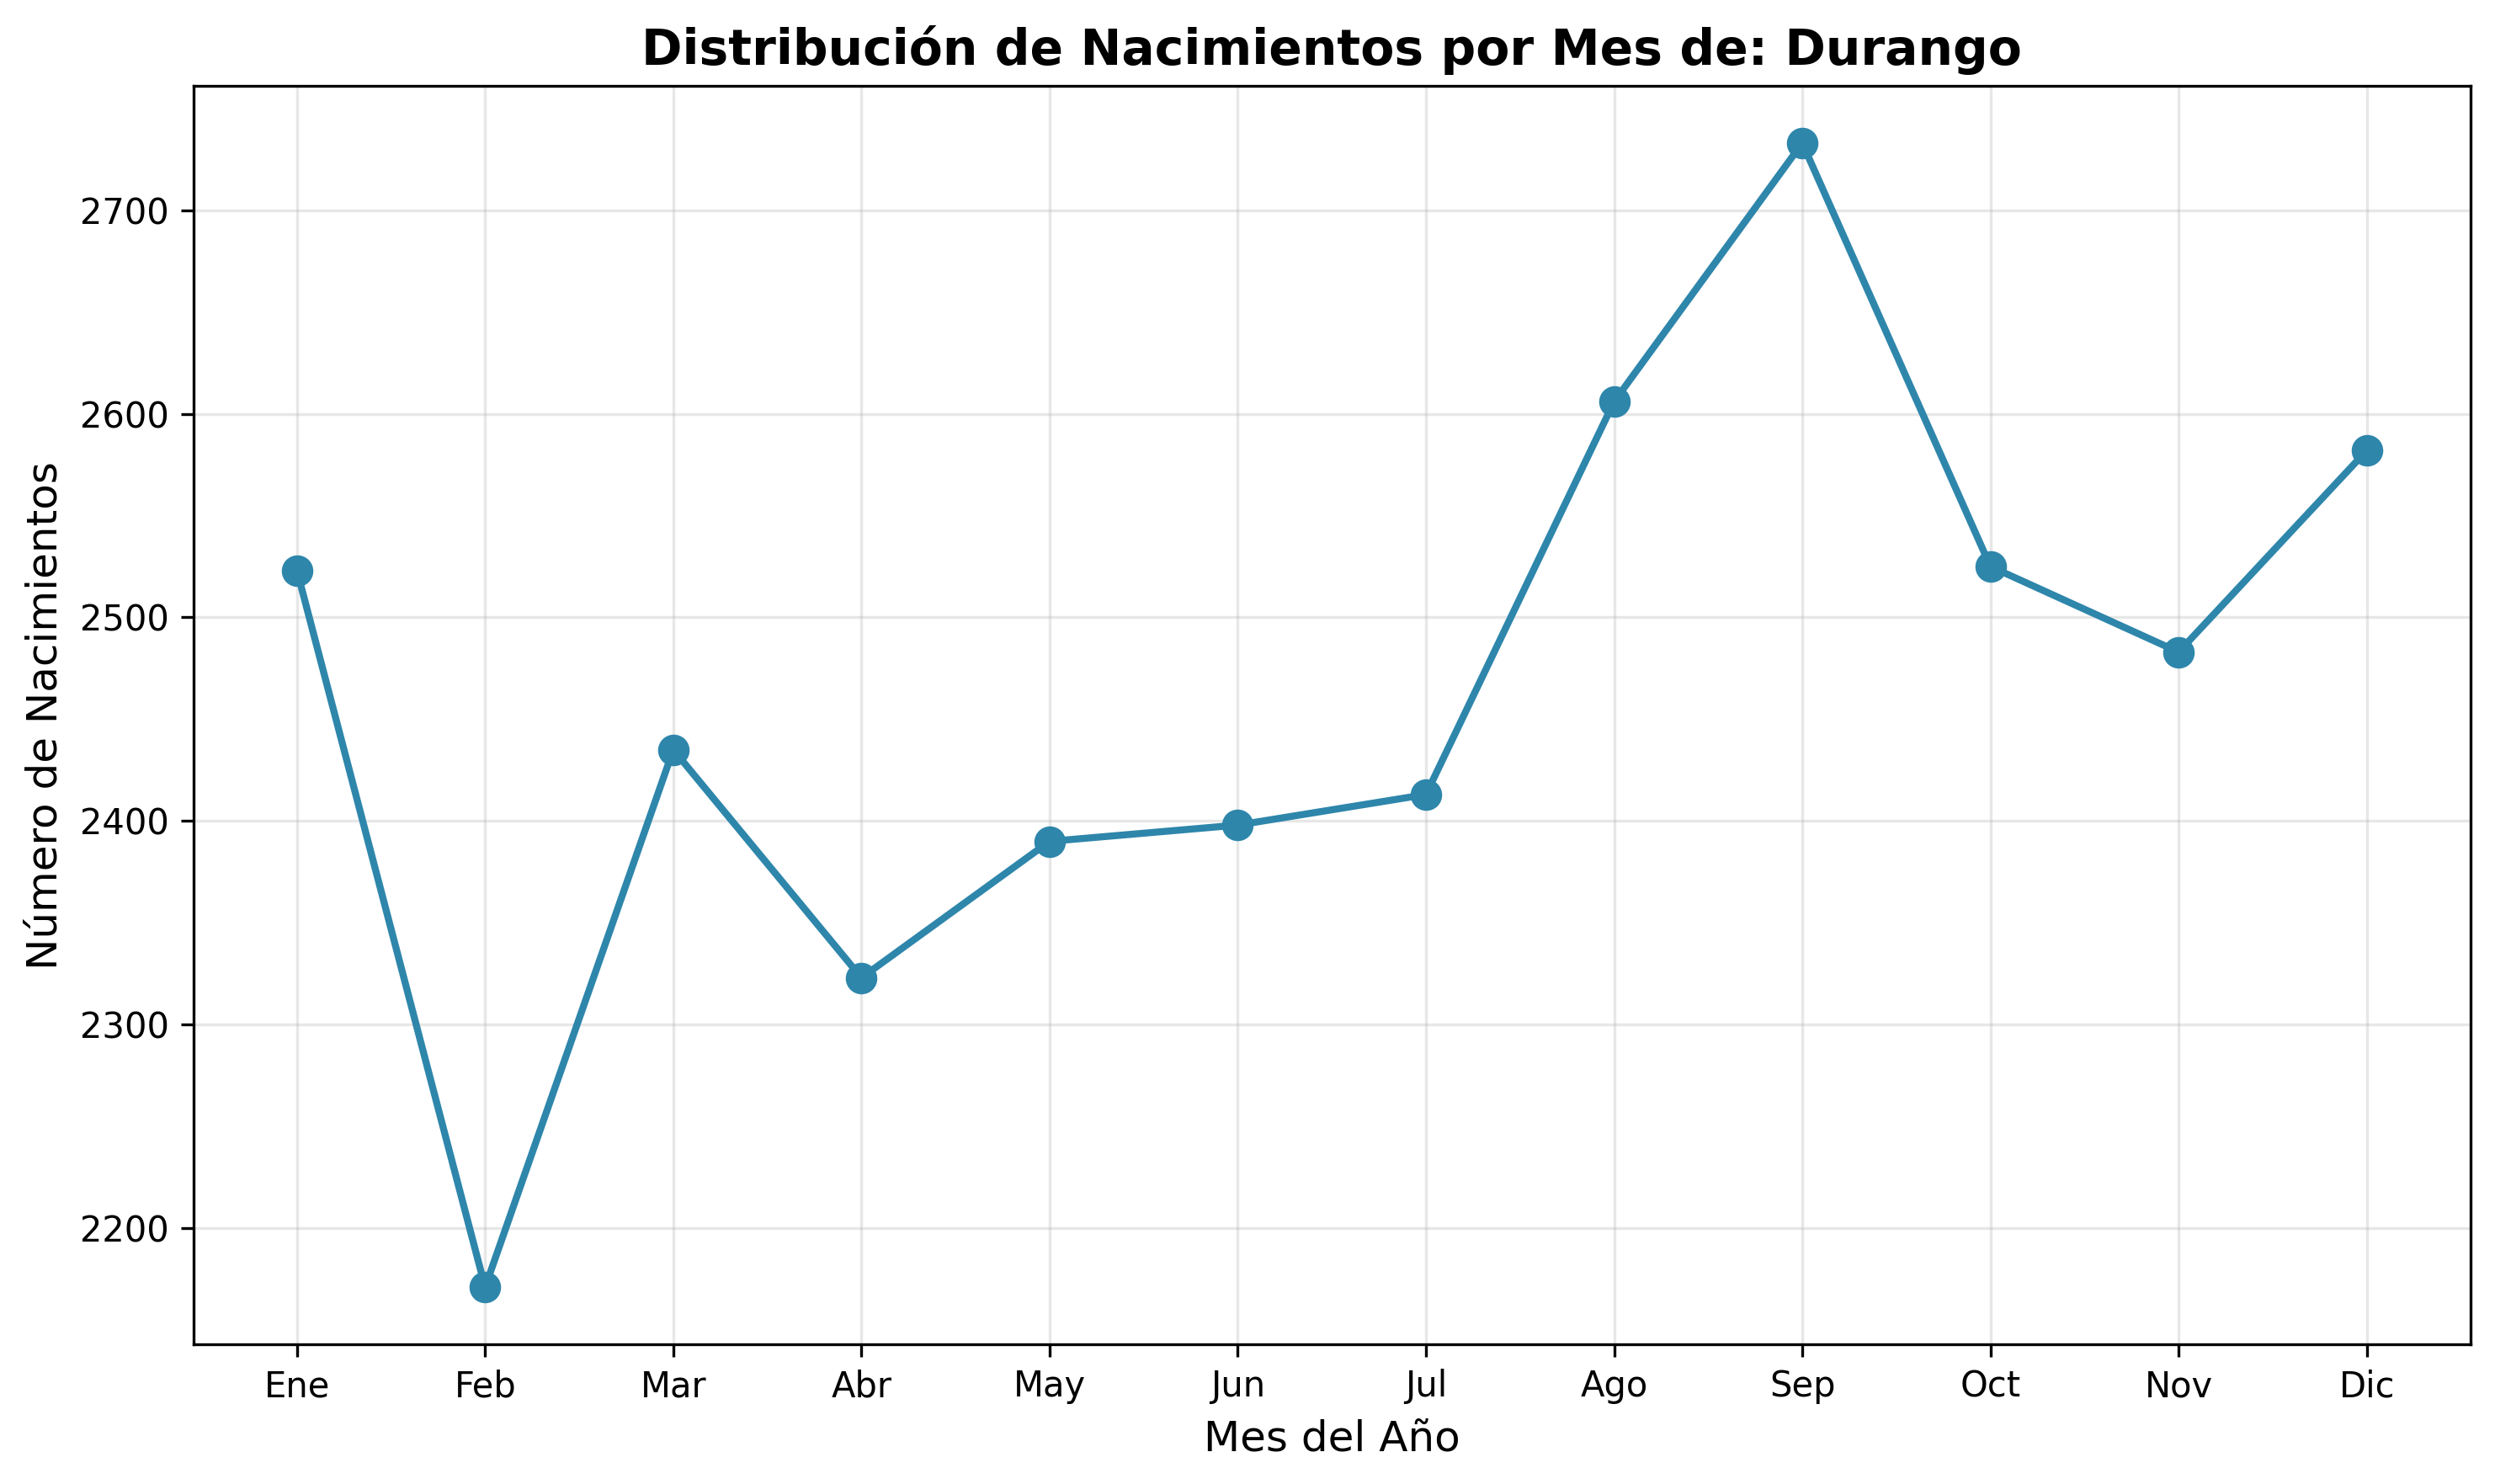 Distribución de Nacimientos por Mes de: Durango
Número de Nacimientos
2700
2600
2500
2400
2300
2200
Ene Feb Mar Abr May Jun Jul Ago Sep Oct Nov Dic
Mes del Año